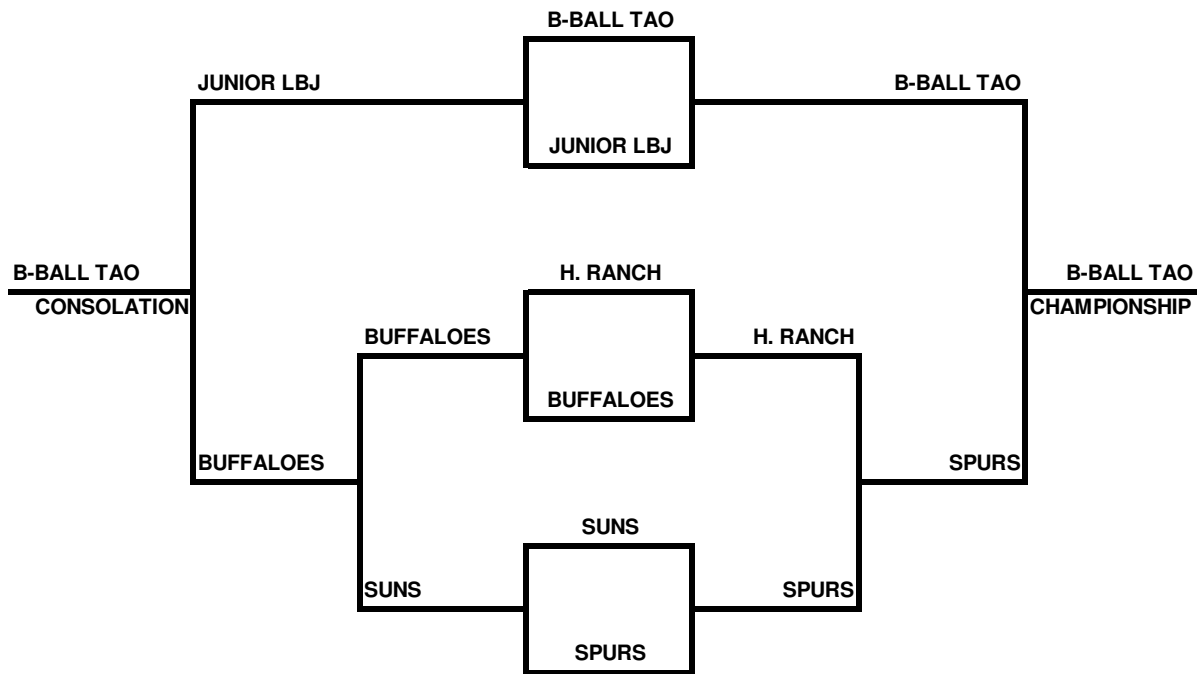 B-BALL TAO
JUNIOR LBJ
B-BALL TAO
JUNIOR LBJ
B-BALL TAO
H. RANCH
B-BALL TAO
CONSOLATION
CHAMPIONSHIP
BUFFALOES
H. RANCH
BUFFALOES
BUFFALOES
SPURS
SUNS
SUNS
SPURS
SPURS